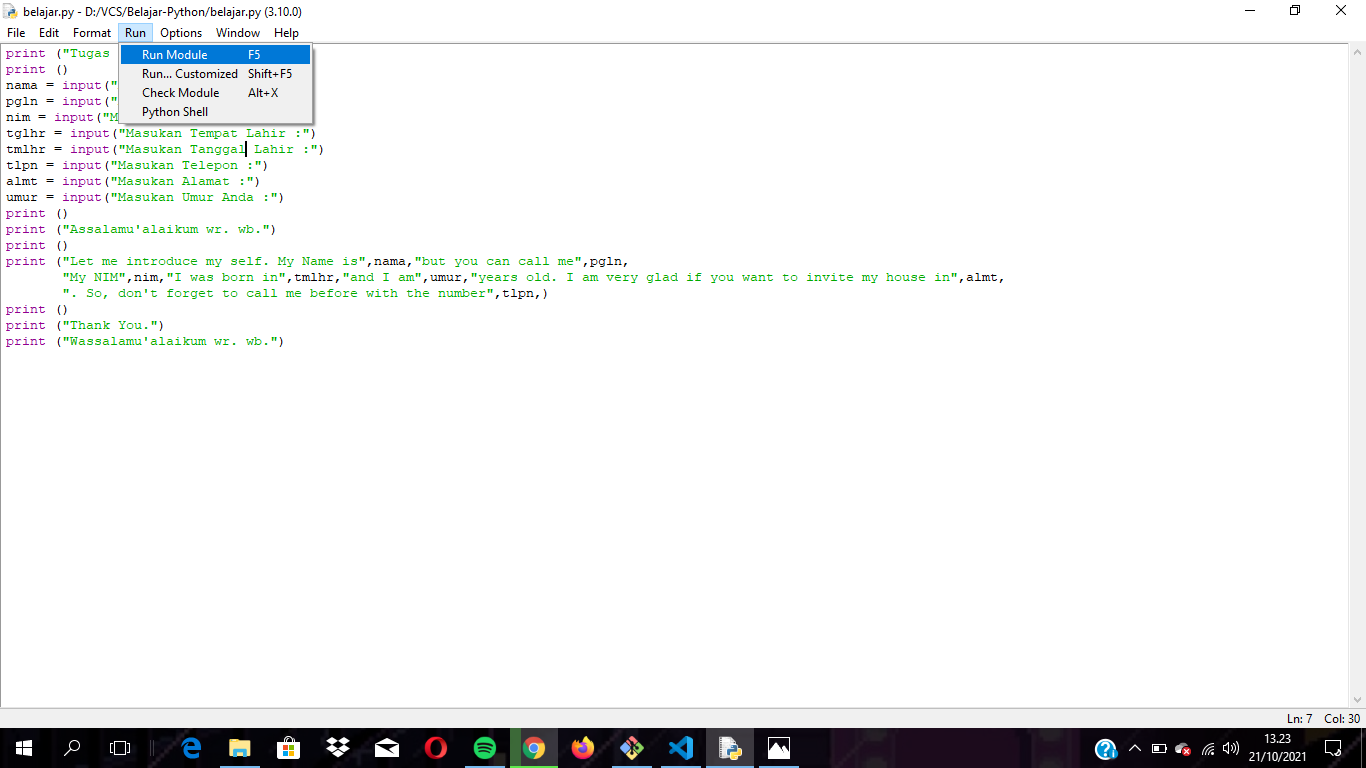 belajar.py - D:/VCS/Belajar-Python/belajar.py (3.10.0)
File Edit Format Run Options Window Help
Run Module F5
Run... Customized Shift+F5
Check Module Alt+X
Python Shell
print ("Tugas
print ()
nama = input("
pgln = input("
nim = input("M
tglhr = input("Masukan Tempat Lahir :")
tmlhr = input("Masukan Tanggal Lahir :")
tlpn = input("Masukan Telepon :")
almt = input("Masukan Alamat :")
umur = input("Masukan Umur Anda :")
print ()
print ("Assalamu'alaikum wr. wb.")
print ()
print ("Let me introduce my self. My Name is",nama,"but you can call me",pgln,
"My NIM",nim,"I was born in",tmlhr,"and I am",umur,"years old. I am very glad if you want to invite my house in",almt,
". So, don't forget to call me before with the number",tlpn,)
print ()
print ("Thank You.")
print ("Wassalamu'alaikum wr. wb.")
Ln: 7 Col: 30
13.23
21/10/2021